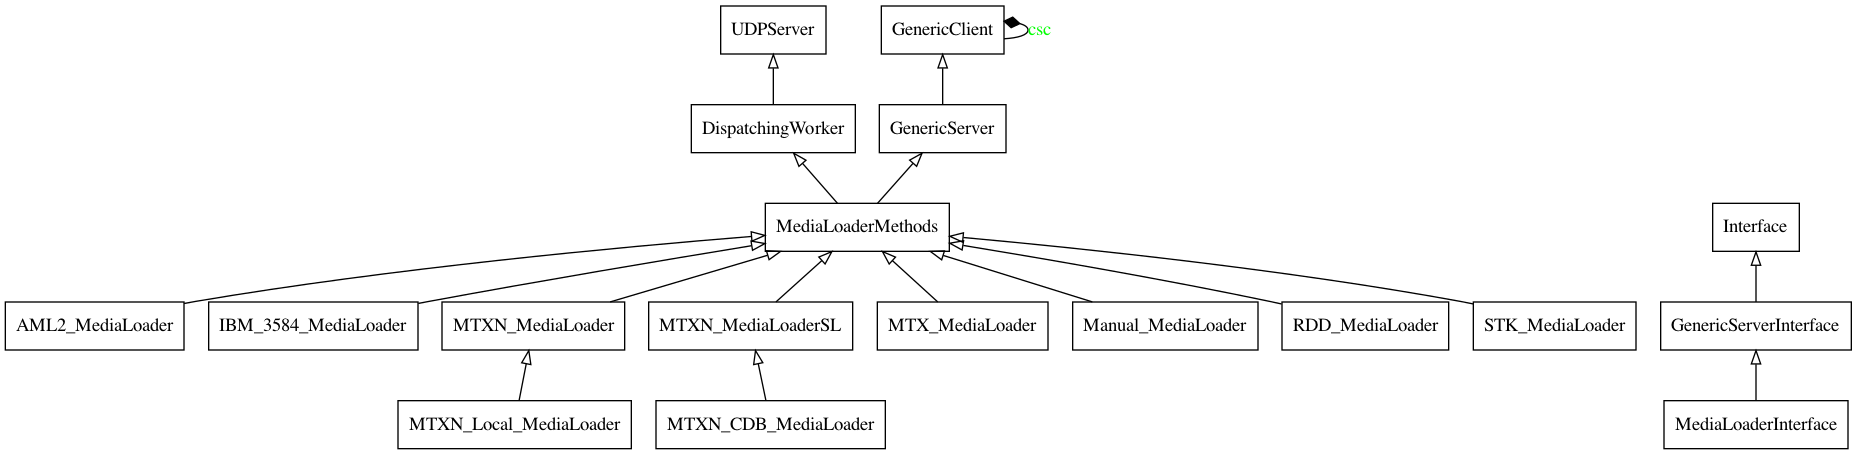 UDPServer
GenericClient
csc
DispatchingWorker
GenericServer
MediaLoaderMethods
Interface
AML2_MediaLoader
IBM_3584_MediaLoader
MTXN_MediaLoader
MTXN_MediaLoaderSL
MTX_MediaLoader
Manual_MediaLoader
RDD_MediaLoader
STK_MediaLoader
GenericServerInterface
MTXN_Local_MediaLoader
MTXN_CDB_MediaLoader
MediaLoaderInterface